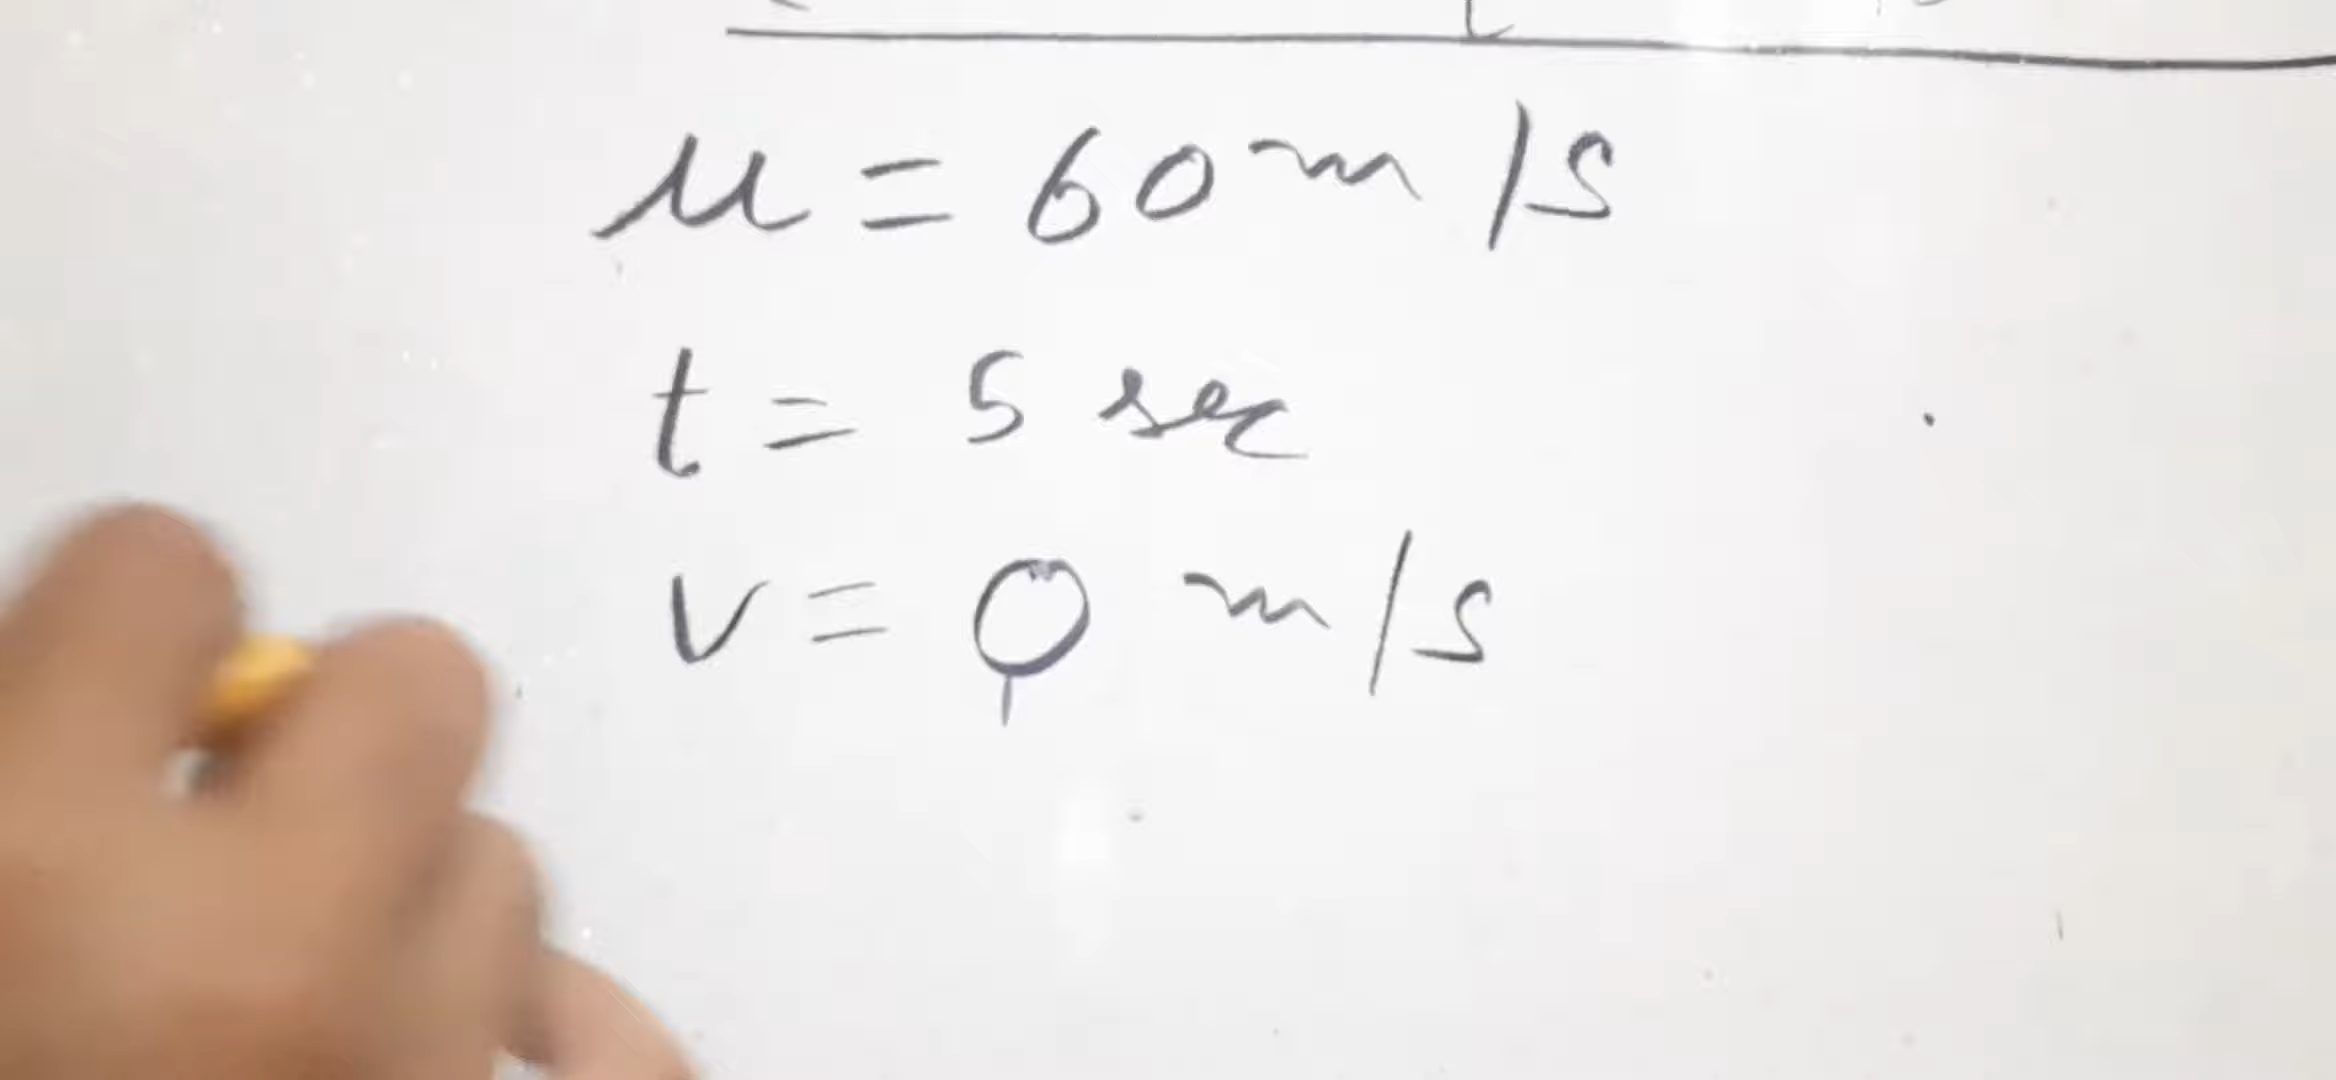 u = 60 m/s
t = 5 sec
v = 0 m/s